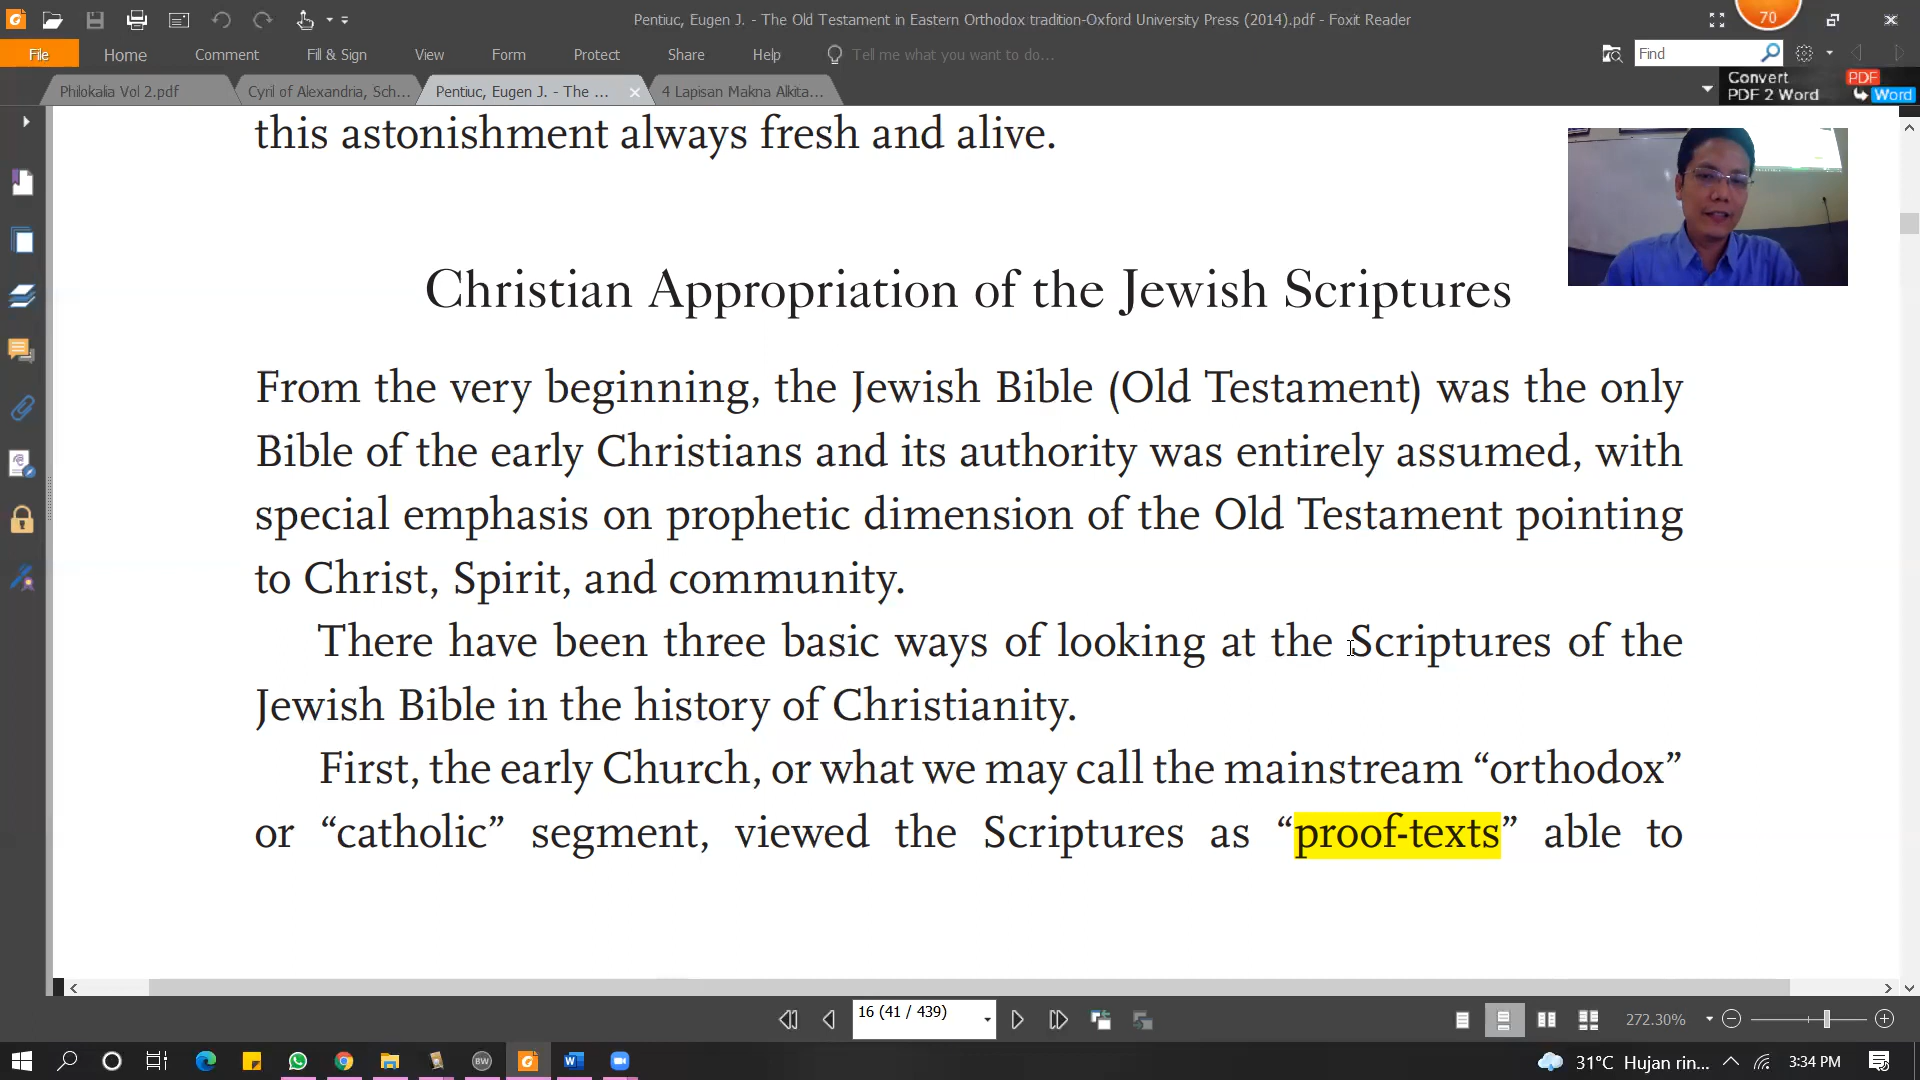 Pentiuc, Eugen J. - The Old Testament in Eastern Orthodox tradition-Oxford University Press (2014).pdf - Foxit Reader
70
File Home Comment Fill & Sign View Form Protect Share Help Tell me what you want to do... Find
Philokalia Vol 2.pdf Cyril of Alexandria, Sch... Pentiuc, Eugen J. - The ... 4 Lapisan Makna Alkita...
Convert PDF
PDF 2 Word Word
this astonishment always fresh and alive.
Christian Appropriation of the Jewish Scriptures
From the very beginning, the Jewish Bible (Old Testament) was the only
Bible of the early Christians and its authority was entirely assumed, with
special emphasis on prophetic dimension of the Old Testament pointing
to Christ, Spirit, and community.
There have been three basic ways of looking at the Scriptures of the
Jewish Bible in the history of Christianity.
First, the early Church, or what we may call the mainstream “orthodox”
or “catholic” segment, viewed the Scriptures as “proof-texts” able to
16 (41 / 439)
272.30%
BW
31°C Hujan rin... 3:34 PM